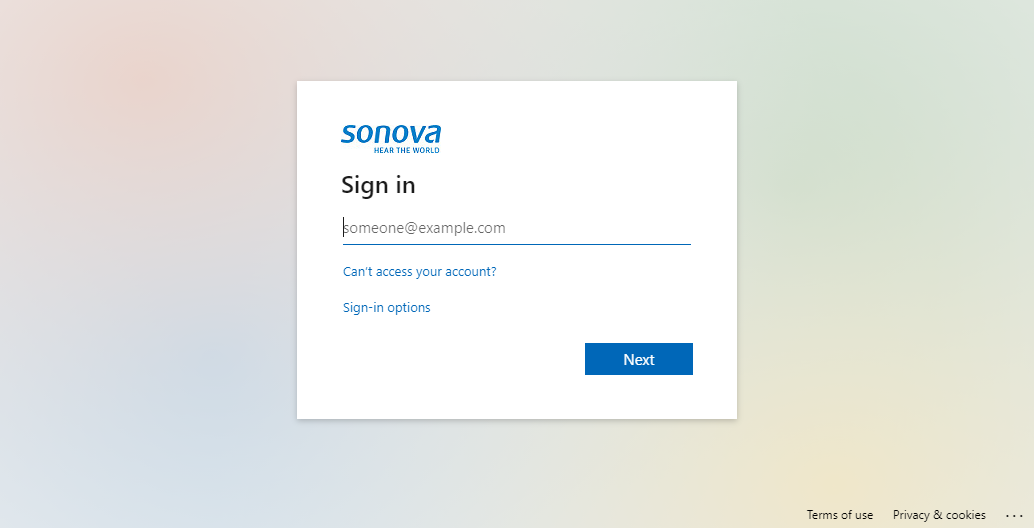 sonova
HEAR THE WORLD
Sign in
someone@example.com
Can't access your account?
Sign-in options
Next
Terms of use Privacy & cookies ...